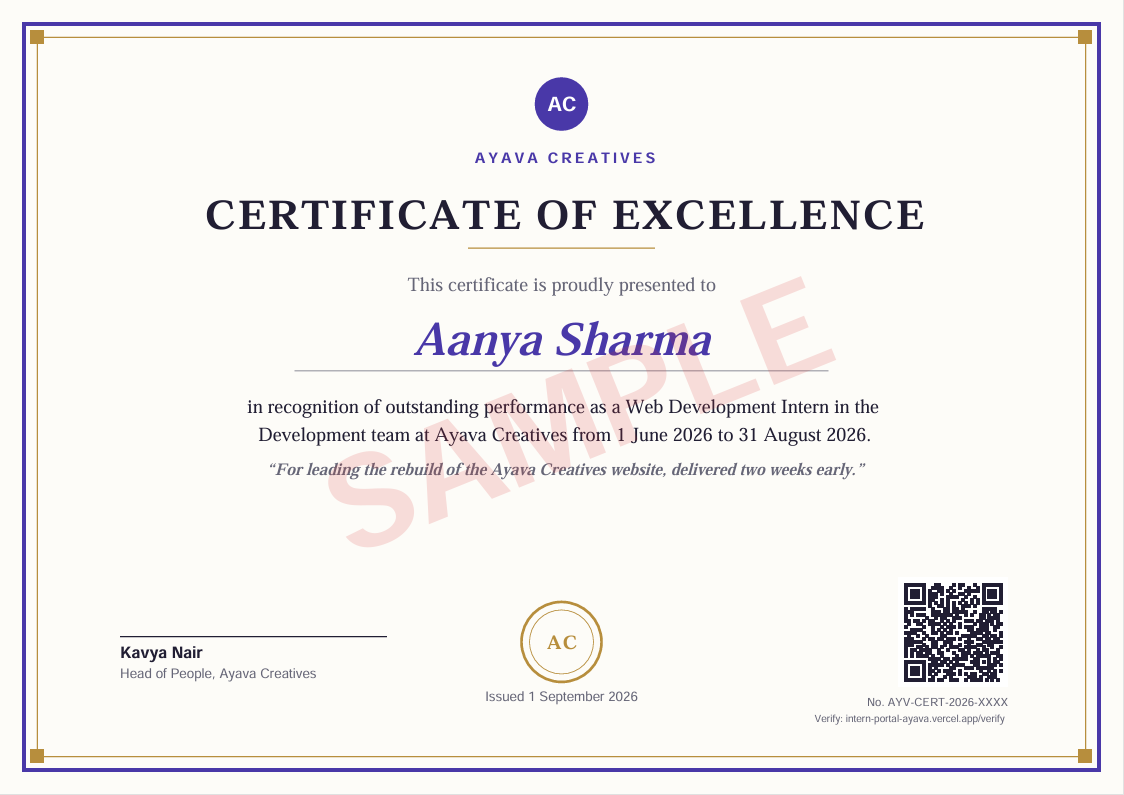 AC
AYAVA CREATIVES
CERTIFICATE OF EXCELLENCE
This certificate is proudly presented to
Aanya Sharma
in recognition of outstanding performance as a Web Development Intern in the
Development team at Ayava Creatives from 1 June 2026 to 31 August 2026.
“For leading the rebuild of the Ayava Creatives website, delivered two weeks early.”
SAMPLE
Kavya Nair
Head of People, Ayava Creatives
AC
Issued 1 September 2026
No. AYV-CERT-2026-XXXX
Verify: intern-portal-ayava.vercel.app/verify